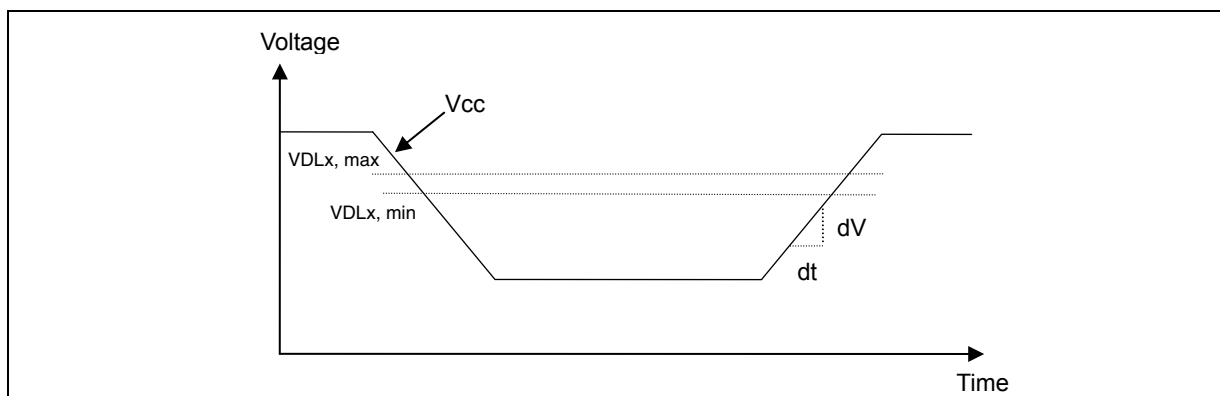 Voltage
Vcc
VDLx, max
VDLx, min
dV
dt
Time